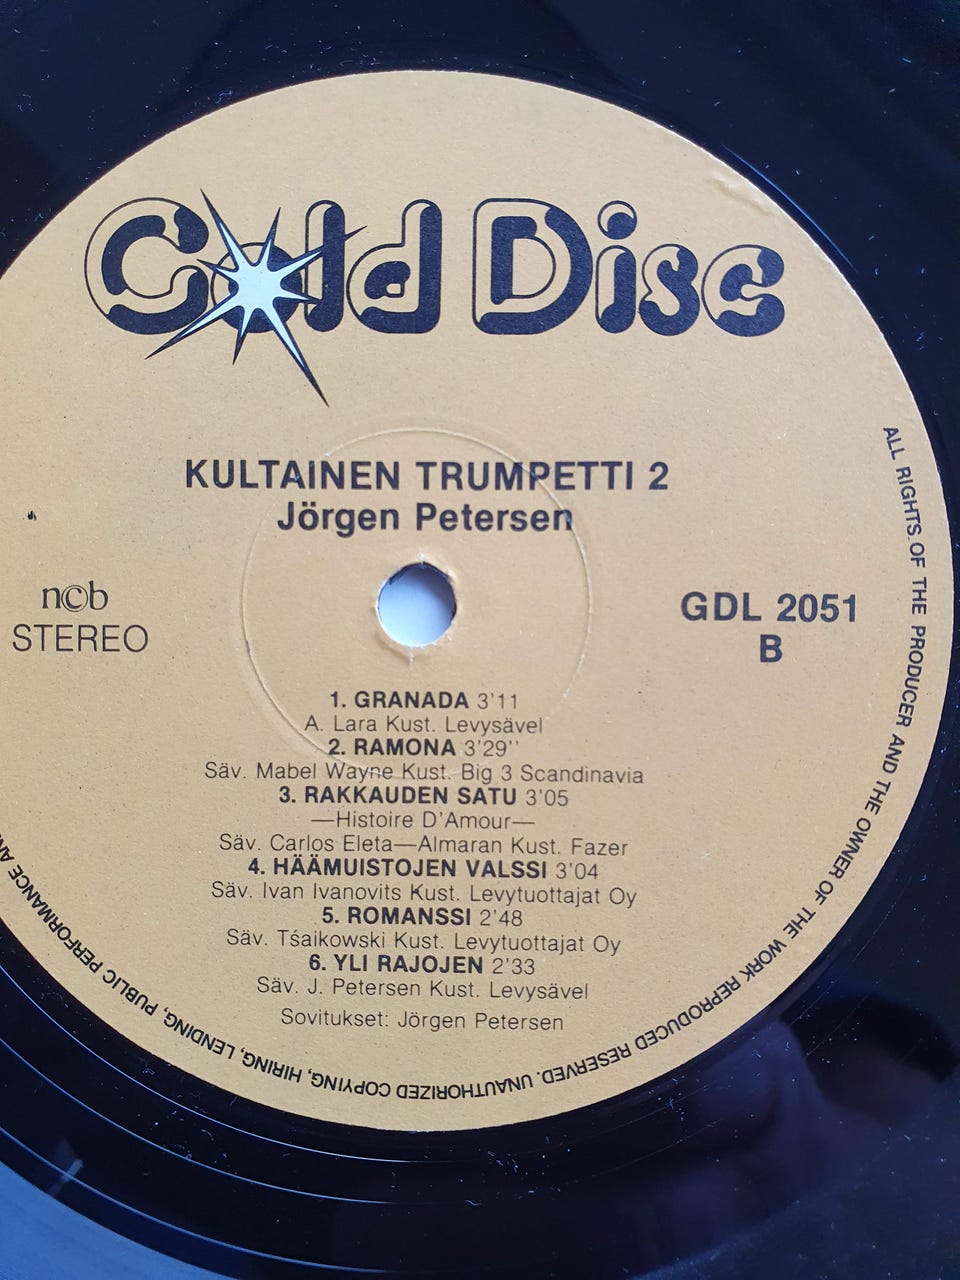 Gold Disc
KULTAINEN TRUMPETTI 2
Jörgen Petersen
ncb
STEREO
GDL 2051
B
1. GRANADA 3'11
A. Lara Kust. Levysävel
2. RAMONA 3'29''
Säv. Mabel Wayne Kust. Big 3 Scandinavia
3. RAKKAUDEN SATU 3'05
—Histoire D'Amour—
Säv. Carlos Eleta—Almaran Kust. Fazer
4. HÄÄMUISTOJEN VALSSI 3'04
Säv. Ivan Ivanovits Kust. Levytuottajat Oy
5. ROMANSSI 2'48
Säv. Tśaikowski Kust. Levytuottajat Oy
6. YLI RAJOJEN 2'33
Säv. J. Petersen Kust. Levysävel
Sovitukset: Jörgen Petersen
ALL RIGHTS OF THE PRODUCER AND THE OWNER OF THE WORK REPRODUCED RESERVED. UNAUTHORIZED COPYING, HIRING, LENDING, PUBLIC PERFORMANCE